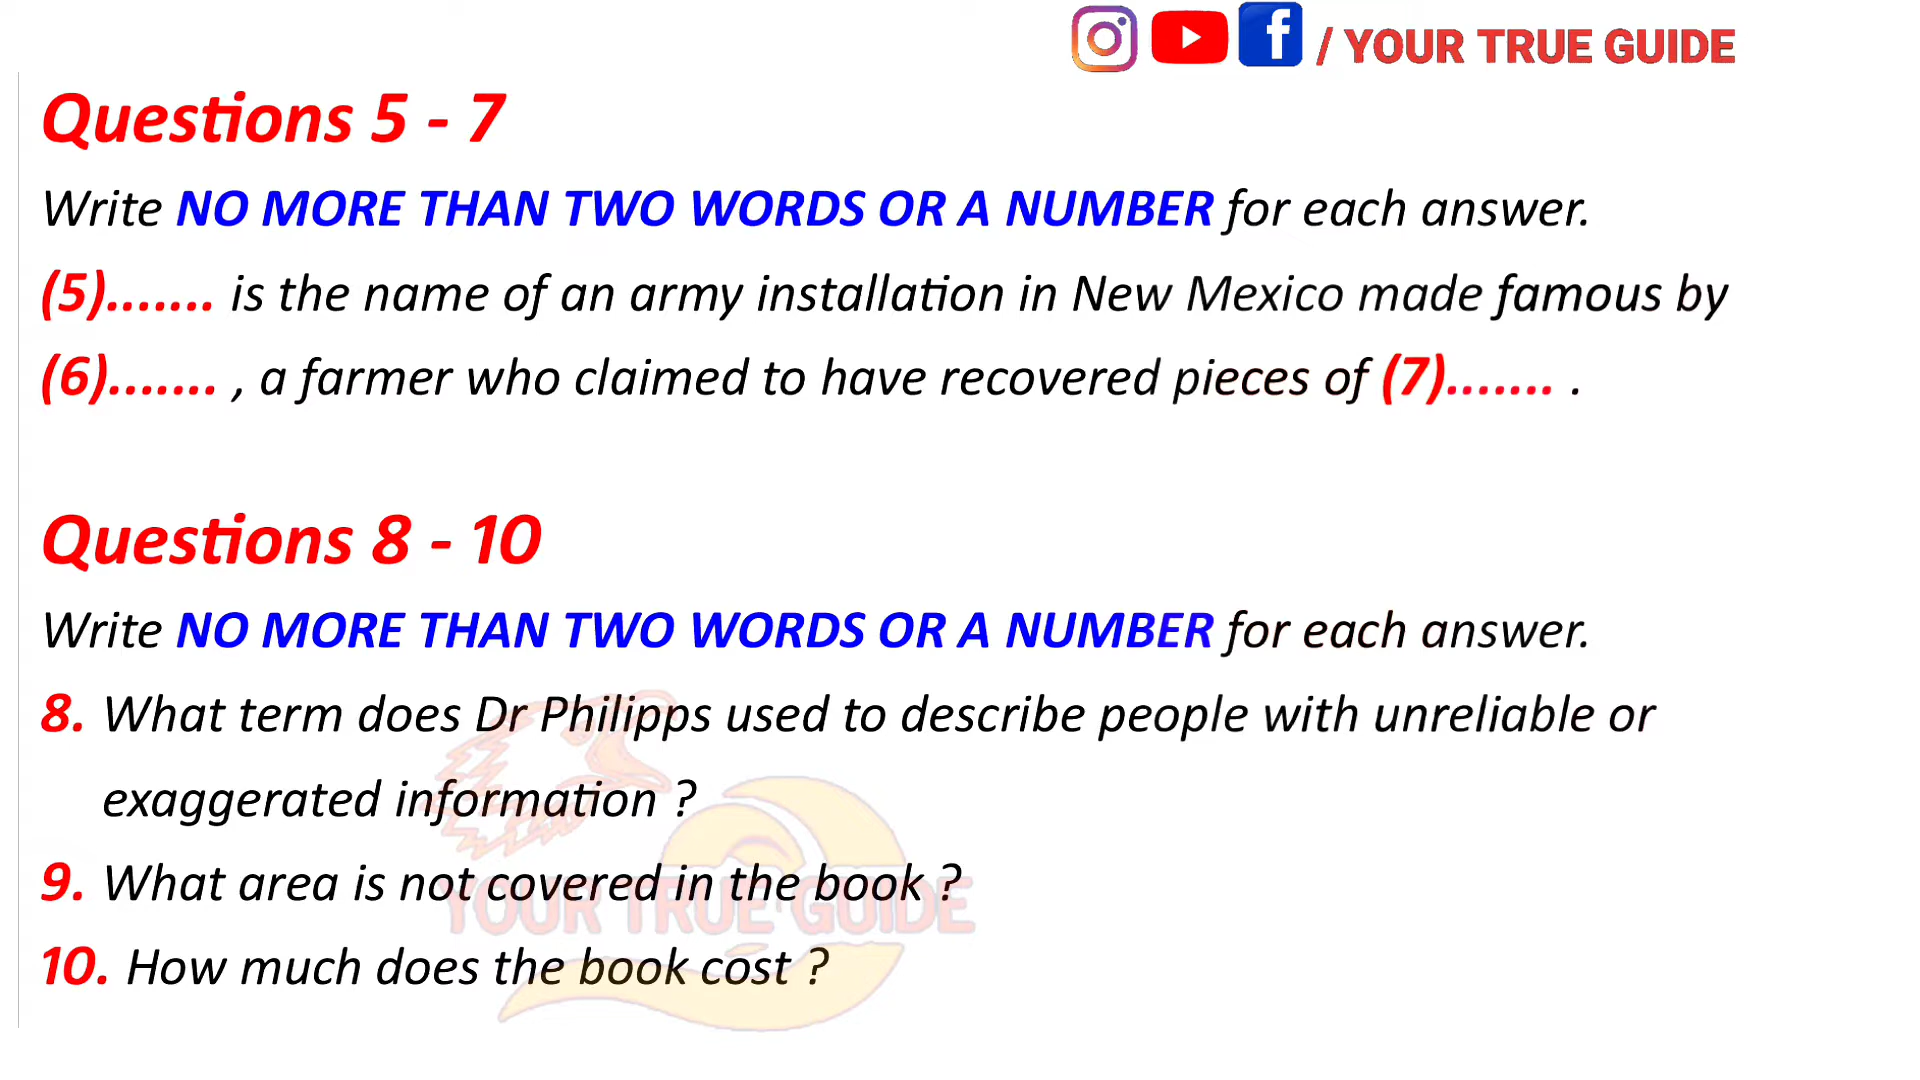 / YOUR TRUE GUIDE
Questions 5 - 7
Write NO MORE THAN TWO WORDS OR A NUMBER for each answer.
(5)....... is the name of an army installation in New Mexico made famous by
(6)....... , a farmer who claimed to have recovered pieces of (7)....... .
Questions 8 - 10
Write NO MORE THAN TWO WORDS OR A NUMBER for each answer.
8. What term does Dr Philipps used to describe people with unreliable or
exaggerated information ?
9. What area is not covered in the book ?
YOUR TRUE GUIDE
10. How much does the book cost ?